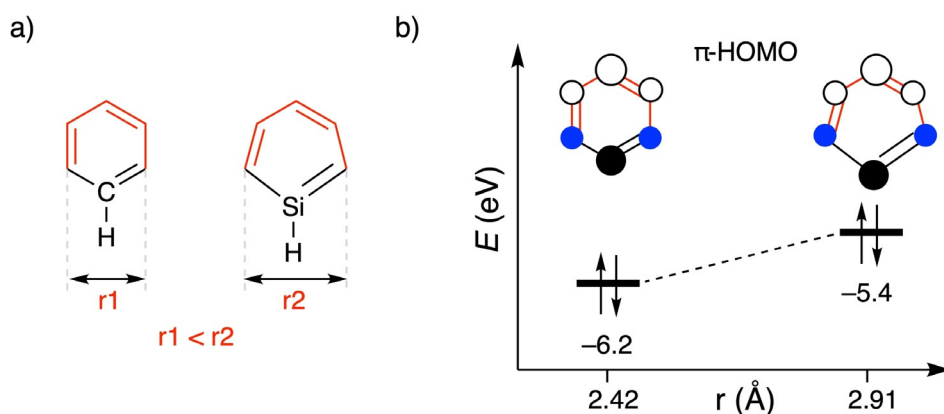 a)
C
H
Si
H
r1
r2
r1 < r2
b)
π-HOMO
E (eV)
−6.2
−5.4
2.42
r (Å)
2.91